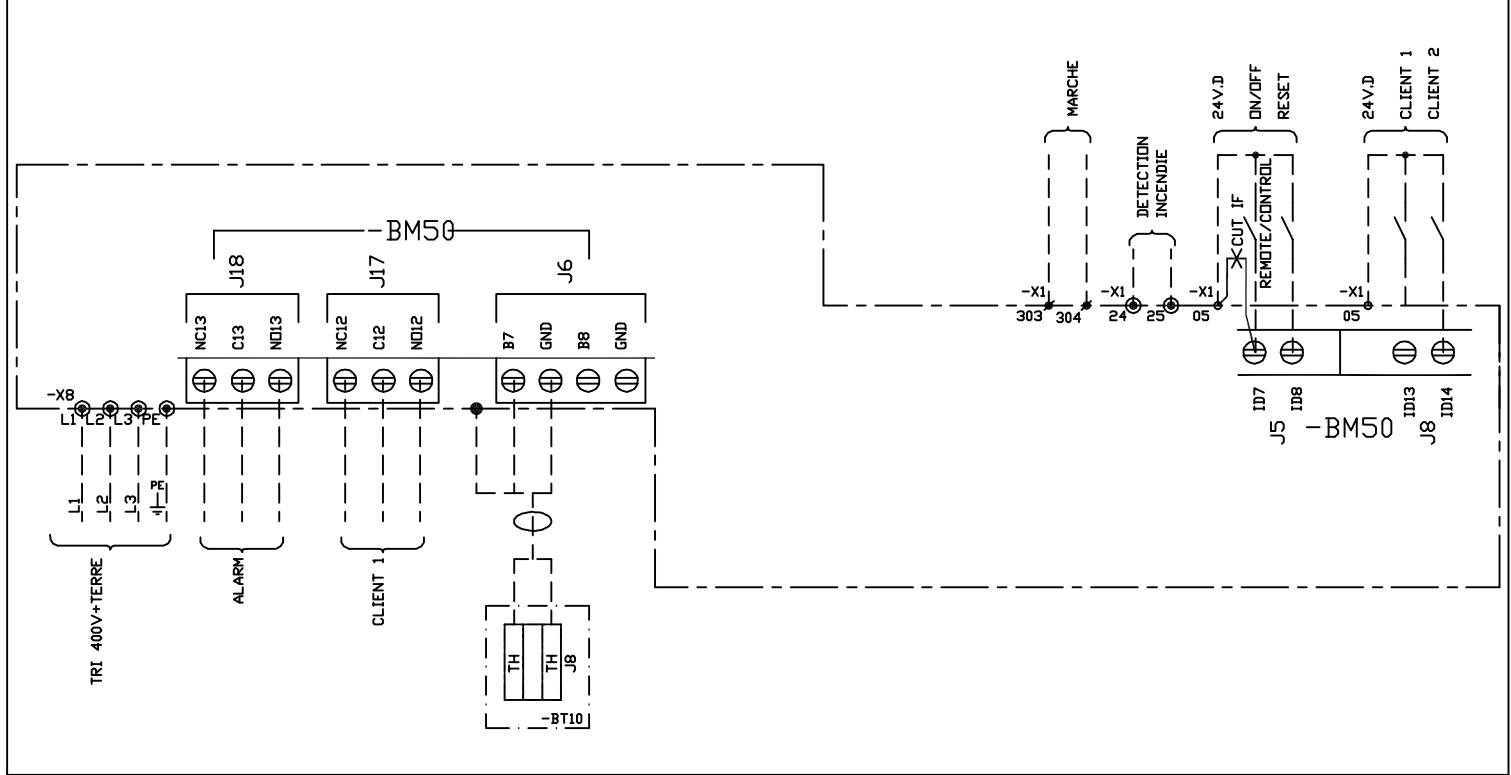 MARCHE
24V.D
ON/OFF
RESET
24V.D
CLIENT 1
CLIENT 2
DETECTION
INCENDIE
CUT IF
REMOTE/CONTROL
-BM50
J18
J17
J6
NC13
C13
NO13
NC12
C12
NO12
B7
GND
B8
GND
-X1
303
304
-X1
24
25
-X1
05
-X1
05
ID7
ID8
ID13
ID14
J5
-BM50
J8
-X8
L1
L2
L3
PE
L1
L2
L3
PE
TRI 400V+TERRE
ALARM
CLIENT 1
TH
TH
J8
-BT10